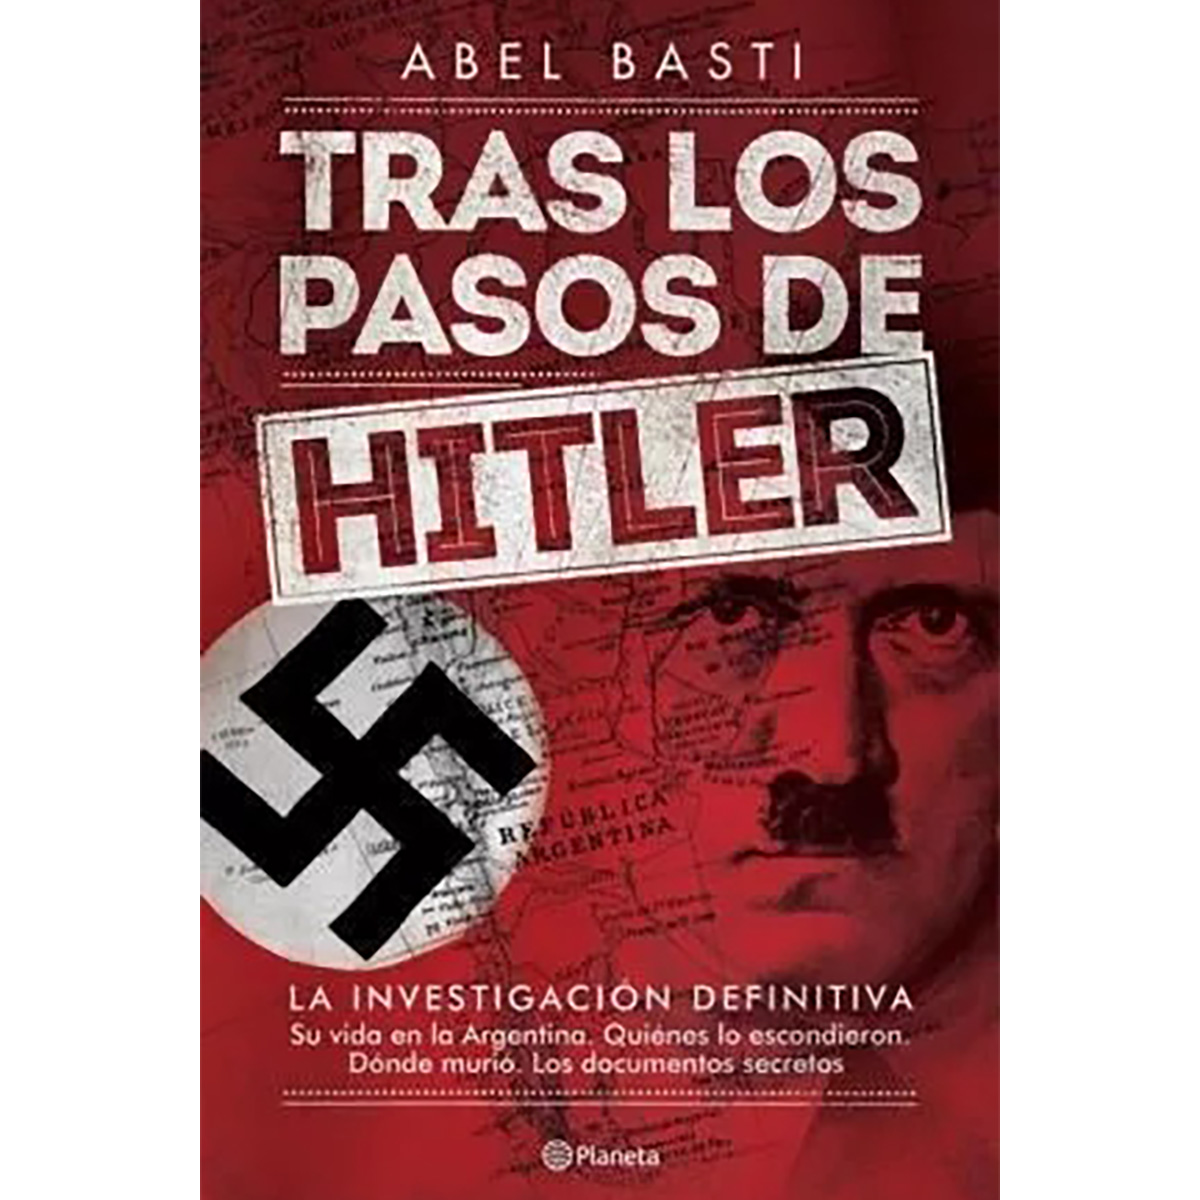 ABEL BASTI
TRAS LOS
PASOS DE
HITLER
REPÚBLICA
ARGENTINA
LA INVESTIGACIÓN DEFINITIVA
Su vida en la Argentina. Quiénes lo escondieron.
Dónde murió. Los documentos secretos
Planeta